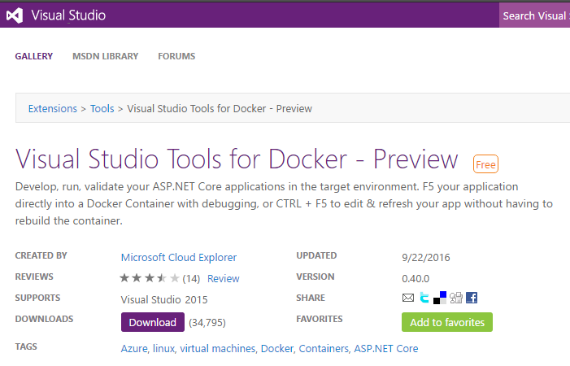 Visual Studio
Search Visual
GALLERY MSDN LIBRARY FORUMS
Extensions > Tools > Visual Studio Tools for Docker - Preview
Visual Studio Tools for Docker - Preview Free
Develop, run, validate your ASP.NET Core applications in the target environment. F5 your application
directly into a Docker Container with debugging, or CTRL + F5 to edit & refresh your app without having to
rebuild the container.
CREATED BY Microsoft Cloud Explorer UPDATED 9/22/2016
REVIEWS (14) Review VERSION 0.40.0
SUPPORTS Visual Studio 2015 SHARE
DOWNLOADS Download (34,795) FAVORITES Add to favorites
TAGS Azure, linux, virtual machines, Docker, Containers, ASP.NET Core